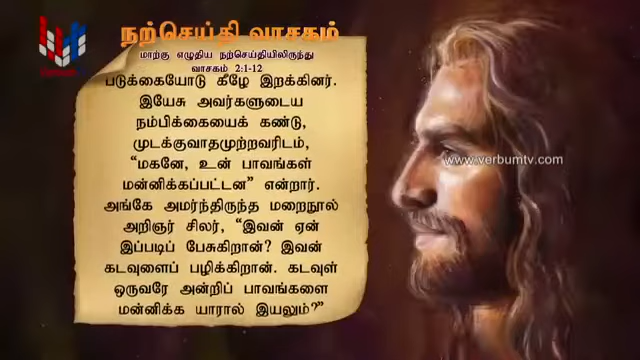 நற்செய்தி வாசகம்
மாற்கு எழுதிய நற்செய்தியிலிருந்து
வாசகம் 2:1-12
படுக்கையோடு கீழே இறக்கினர்.
இயேசு அவர்களுடைய
நம்பிக்கையைக் கண்டு,
முடக்குவாதமுற்றவரிடம்,
“மகனே, உன் பாவங்கள்
மன்னிக்கப்பட்டன” என்றார்.
அங்கே அமர்ந்திருந்த மறைநூல்
அறிஞர் சிலர், “இவன் ஏன்
இப்படிப் பேசுகிறான்? இவன்
கடவுளைப் பழிக்கிறான். கடவுள்
ஒருவரே அன்றிப் பாவங்களை
மன்னிக்க யாரால் இயலும்?”
www.verbumtv.com